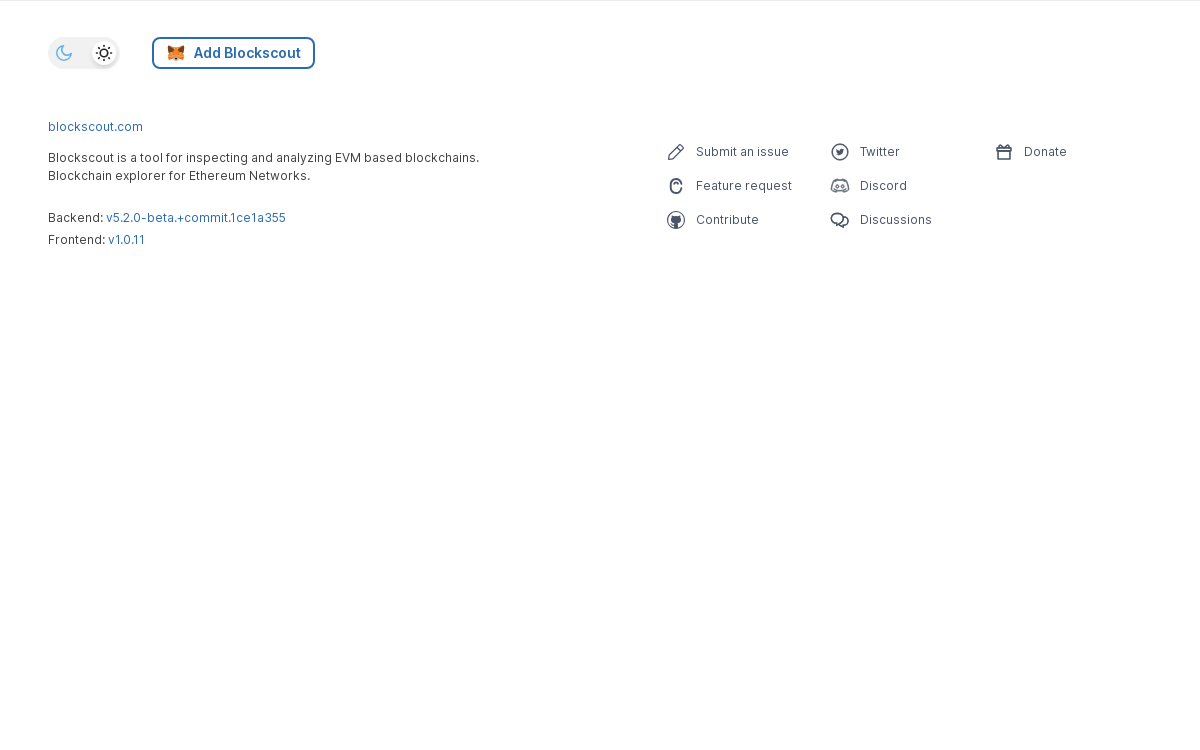 Add Blockscout
blockscout.com
Blockscout is a tool for inspecting and analyzing EVM based blockchains.
Blockchain explorer for Ethereum Networks.
Backend: v5.2.0-beta.+commit.1ce1a355
Frontend: v1.0.11
Submit an issue
Feature request
Contribute
Twitter
Discord
Discussions
Donate